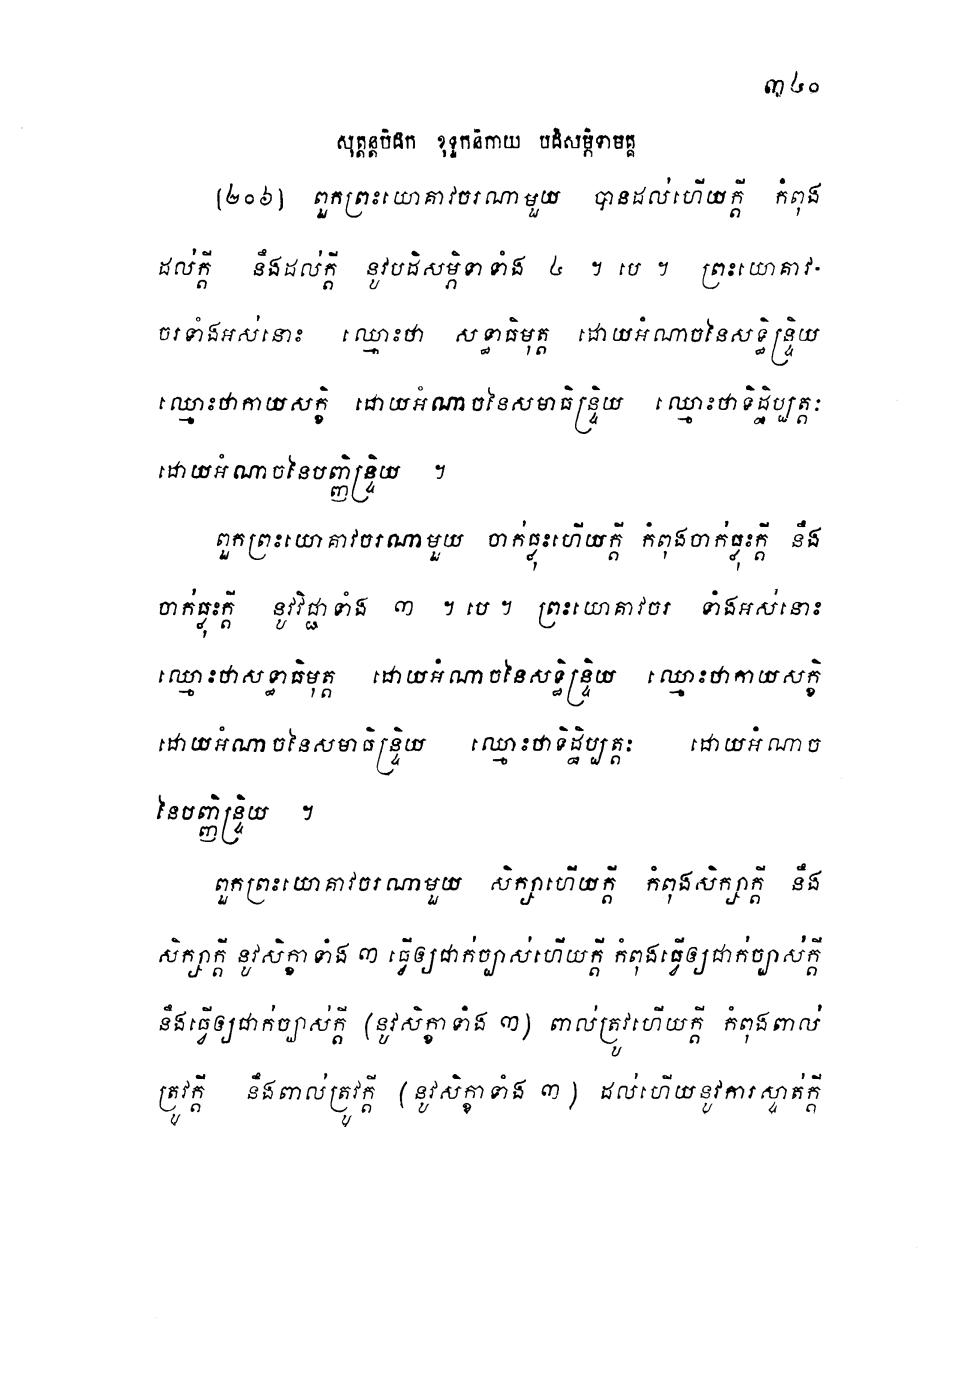 ៣៤០
សុត្តន្តបិដក ខុទ្ទកនិកាយ បដិសម្ភិទាមគ្គ
(២០៦) ពួកព្រះយោគាវចរណាមួយ បានដល់ហើយក្តី កំពុង
ដល់ក្តី នឹងដល់ក្តី នូវបដិសម្ភិទាទាំង ៤ ។ បេ ។ ព្រះយោគាវ-
ចរទាំងអស់នោះ ឈ្មោះថា សទ្ធាធិមុត្ត ដោយអំណាចនៃសទ្ធិន្ទ្រិយ
ឈ្មោះថាកាយសក្ខិ ដោយអំណាចនៃសមាធិន្ទ្រិយ ឈ្មោះថាទិដ្ឋិប្បត្តៈ
ដោយអំណាចនៃបញ្ញិន្ទ្រិយ ។
ពួកព្រះយោគាវចរណាមួយ ចាក់ធ្លុះហើយក្តី កំពុងចាក់ធ្លុះក្តី នឹង
ចាក់ធ្លុះក្តី នូវវិជ្ជាទាំង ៣ ។ បេ ។ ព្រះយោគាវចរ ទាំងអស់នោះ
ឈ្មោះថាសទ្ធាធិមុត្ត ដោយអំណាចនៃសទ្ធិន្ទ្រិយ ឈ្មោះថាកាយសក្ខិ
ដោយអំណាចនៃសមាធិន្ទ្រិយ ឈ្មោះថាទិដ្ឋិប្បត្តៈ ដោយអំណាច
នៃបញ្ញិន្ទ្រិយ ។
ពួកព្រះយោគាវចរណាមួយ សិក្សាហើយក្តី កំពុងសិក្សាក្តី នឹង
សិក្សាក្តី នូវសិក្ខាទាំង ៣ ធ្វើឲ្យជាក់ច្បាស់ហើយក្តី កំពុងធ្វើឲ្យជាក់ច្បាស់ក្តី
នឹងធ្វើឲ្យជាក់ច្បាស់ក្តី (នូវសិក្ខាទាំង ៣) ពាល់ត្រូវហើយក្តី កំពុងពាល់
ត្រូវក្តី នឹងពាល់ត្រូវក្តី (នូវសិក្ខាទាំង ៣) ដល់ហើយនូវការស្ទាត់ក្តី